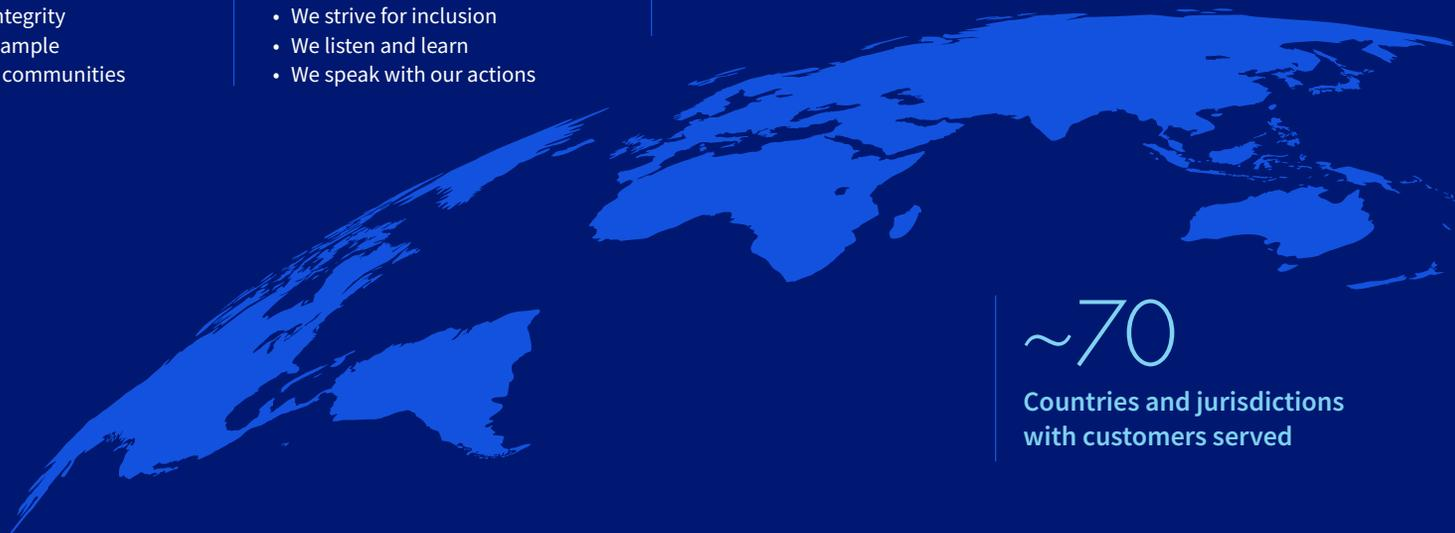 ntegrity
ample
communities
• We strive for inclusion
• We listen and learn
• We speak with our actions
~70
Countries and jurisdictions
with customers served